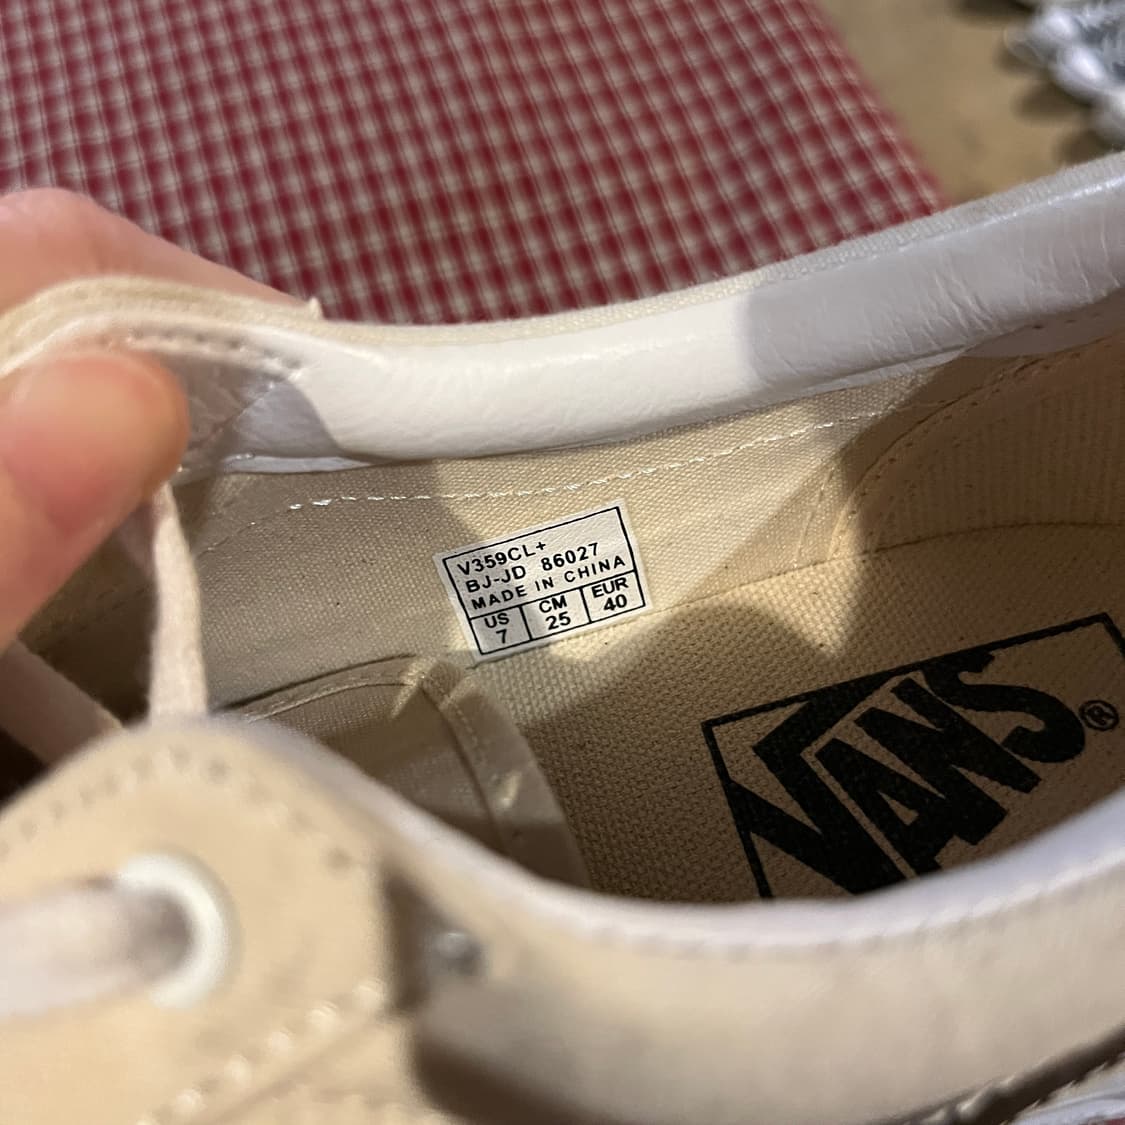 V359CL+
BJ-JD 86027
MADE IN CHINA
US CM EUR
7 25 40
VANS®